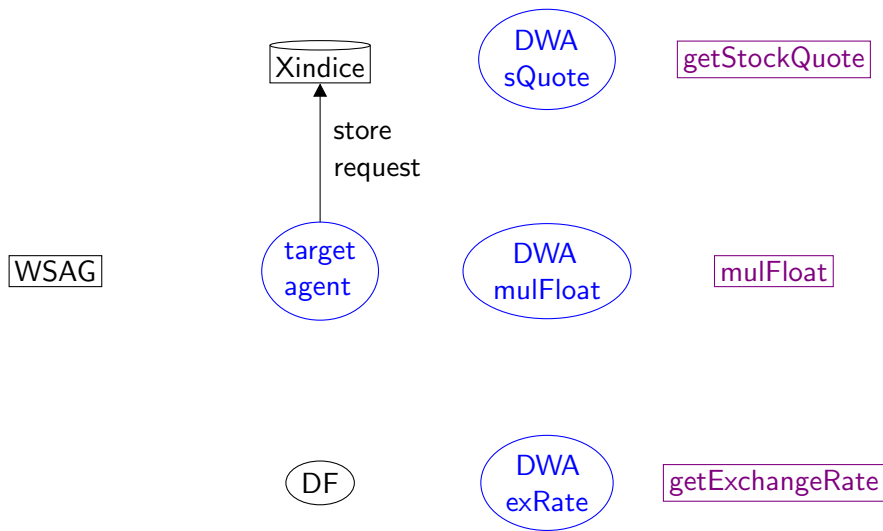 Xindice
DWA
sQuote
getStockQuote
store
request
WSAG
target
agent
DWA
mulFloat
mulFloat
DF
DWA
exRate
getExchangeRate